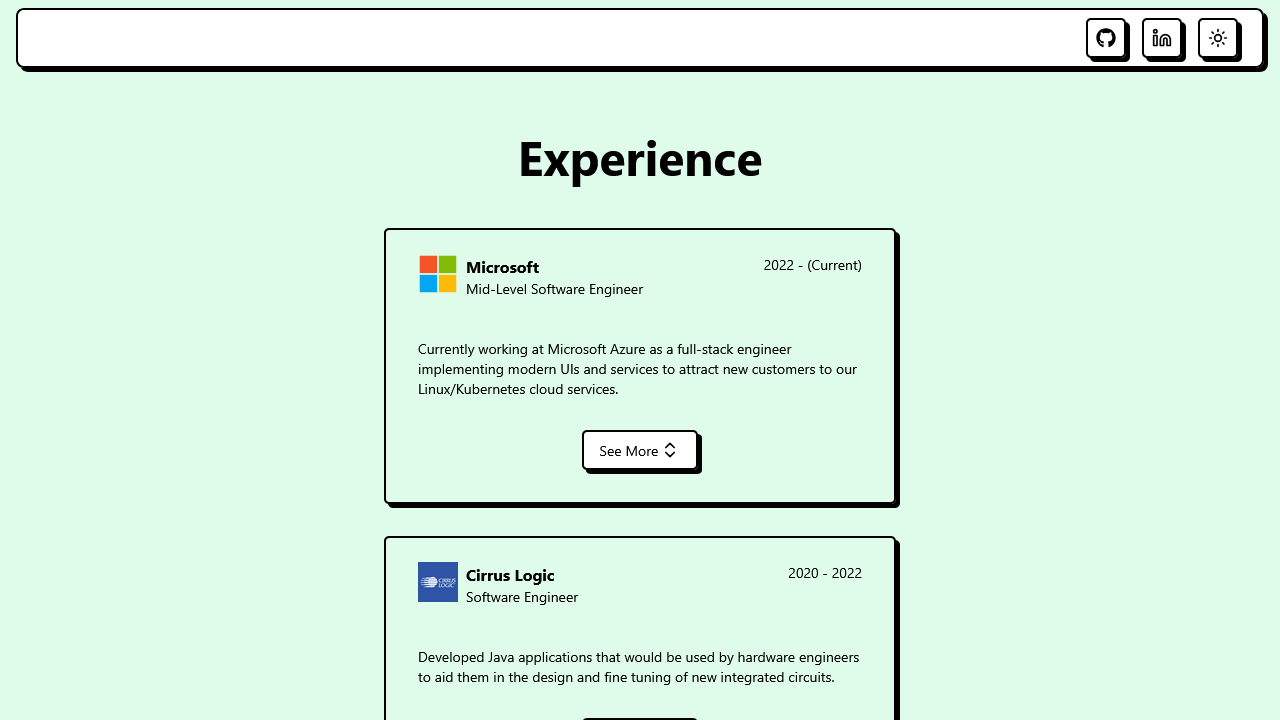 Experience
Microsoft
2022 - (Current)
Mid-Level Software Engineer
Currently working at Microsoft Azure as a full-stack engineer
implementing modern UIs and services to attract new customers to our
Linux/Kubernetes cloud services.
See More
CIRRUS
LOGIC
Cirrus Logic
2020 - 2022
Software Engineer
Developed Java applications that would be used by hardware engineers
to aid them in the design and fine tuning of new integrated circuits.